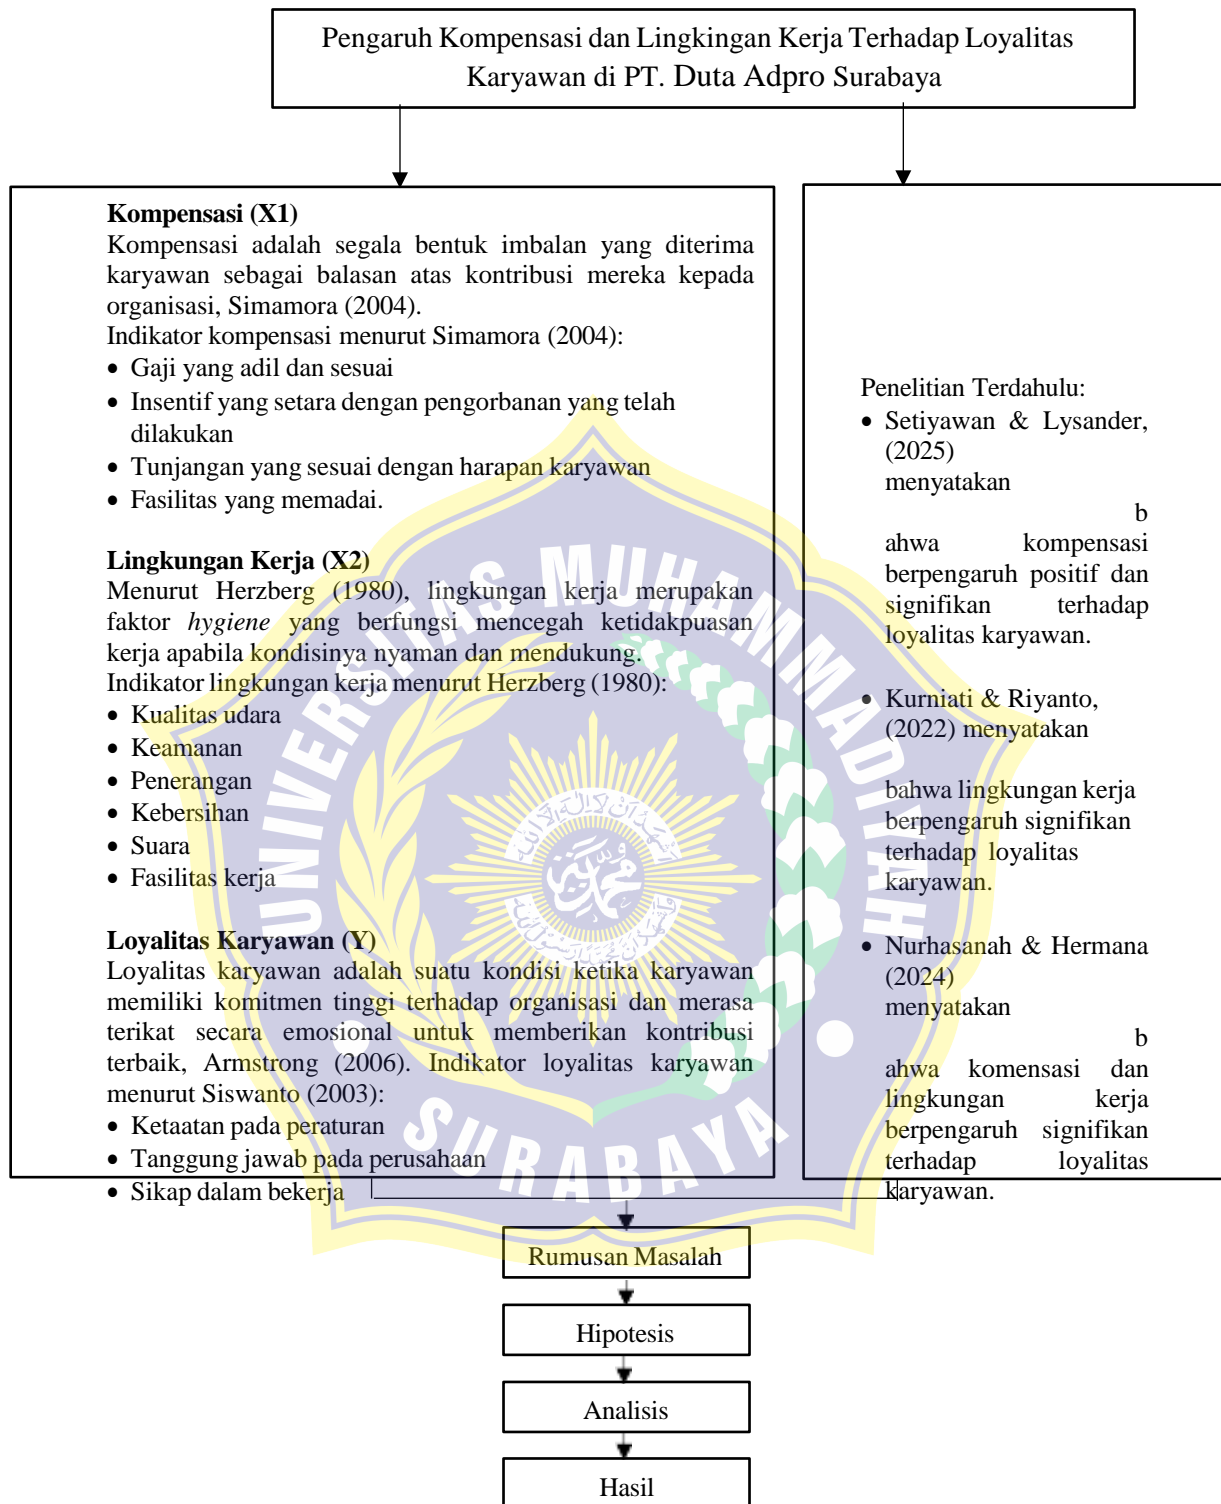 Pengaruh Kompensasi dan Lingkingan Kerja Terhadap Loyalitas
Karyawan di PT. Duta Adpro Surabaya
Kompensasi (X1)
Kompensasi adalah segala bentuk imbalan yang diterima
karyawan sebagai balasan atas kontribusi mereka kepada
organisasi, Simamora (2004).
Indikator kompensasi menurut Simamora (2004):
• Gaji yang adil dan sesuai
• Insentif yang setara dengan pengorbanan yang telah
dilakukan
• Tunjangan yang sesuai dengan harapan karyawan
• Fasilitas yang memadai.
Lingkungan Kerja (X2)
Menurut Herzberg (1980), lingkungan kerja merupakan
faktor hygiene yang berfungsi mencegah ketidakpuasan
kerja apabila kondisinya nyaman dan mendukung.
Indikator lingkungan kerja menurut Herzberg (1980):
• Kualitas udara
• Keamanan
• Penerangan
• Kebersihan
• Suara
• Fasilitas kerja
Loyalitas Karyawan (Y)
Loyalitas karyawan adalah suatu kondisi ketika karyawan
memiliki komitmen tinggi terhadap organisasi dan merasa
terikat secara emosional untuk memberikan kontribusi
terbaik, Armstrong (2006). Indikator loyalitas karyawan
menurut Siswanto (2003):
• Ketaatan pada peraturan
• Tanggung jawab pada perusahaan
• Sikap dalam bekerja
Penelitian Terdahulu:
• Setiyawan & Lysander,
(2025)
menyatakan
b
ahwa kompensasi
berpengaruh positif dan
signifikan terhadap
loyalitas karyawan.
• Kurniati & Riyanto,
(2022) menyatakan
bahwa lingkungan kerja
berpengaruh signifikan
terhadap loyalitas
karyawan.
• Nurhasanah & Hermana
(2024)
menyatakan
b
ahwa komensasi dan
lingkungan kerja
berpengaruh signifikan
terhadap loyalitas
karyawan.
Rumusan Masalah
Hipotesis
Analisis
Hasil
UNIVERSITAS MUHAMMADIYAH
SURABAYA